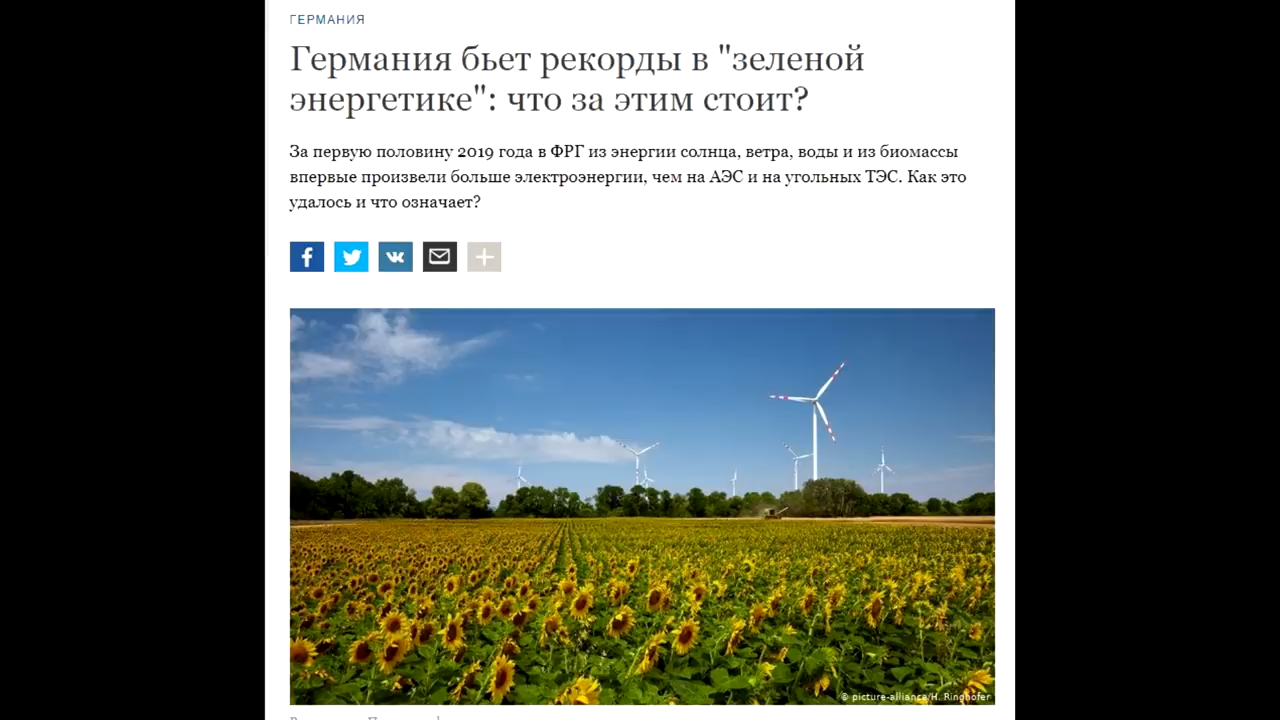 ГЕРМАНИЯ
Германия бьет рекорды в "зеленой
энергетике": что за этим стоит?
За первую половину 2019 года в ФРГ из энергии солнца, ветра, воды и из биомассы
впервые произвели больше электроэнергии, чем на АЭС и на угольных ТЭС. Как это
удалось и что означает?
© picture-alliance/H. Ringhofer